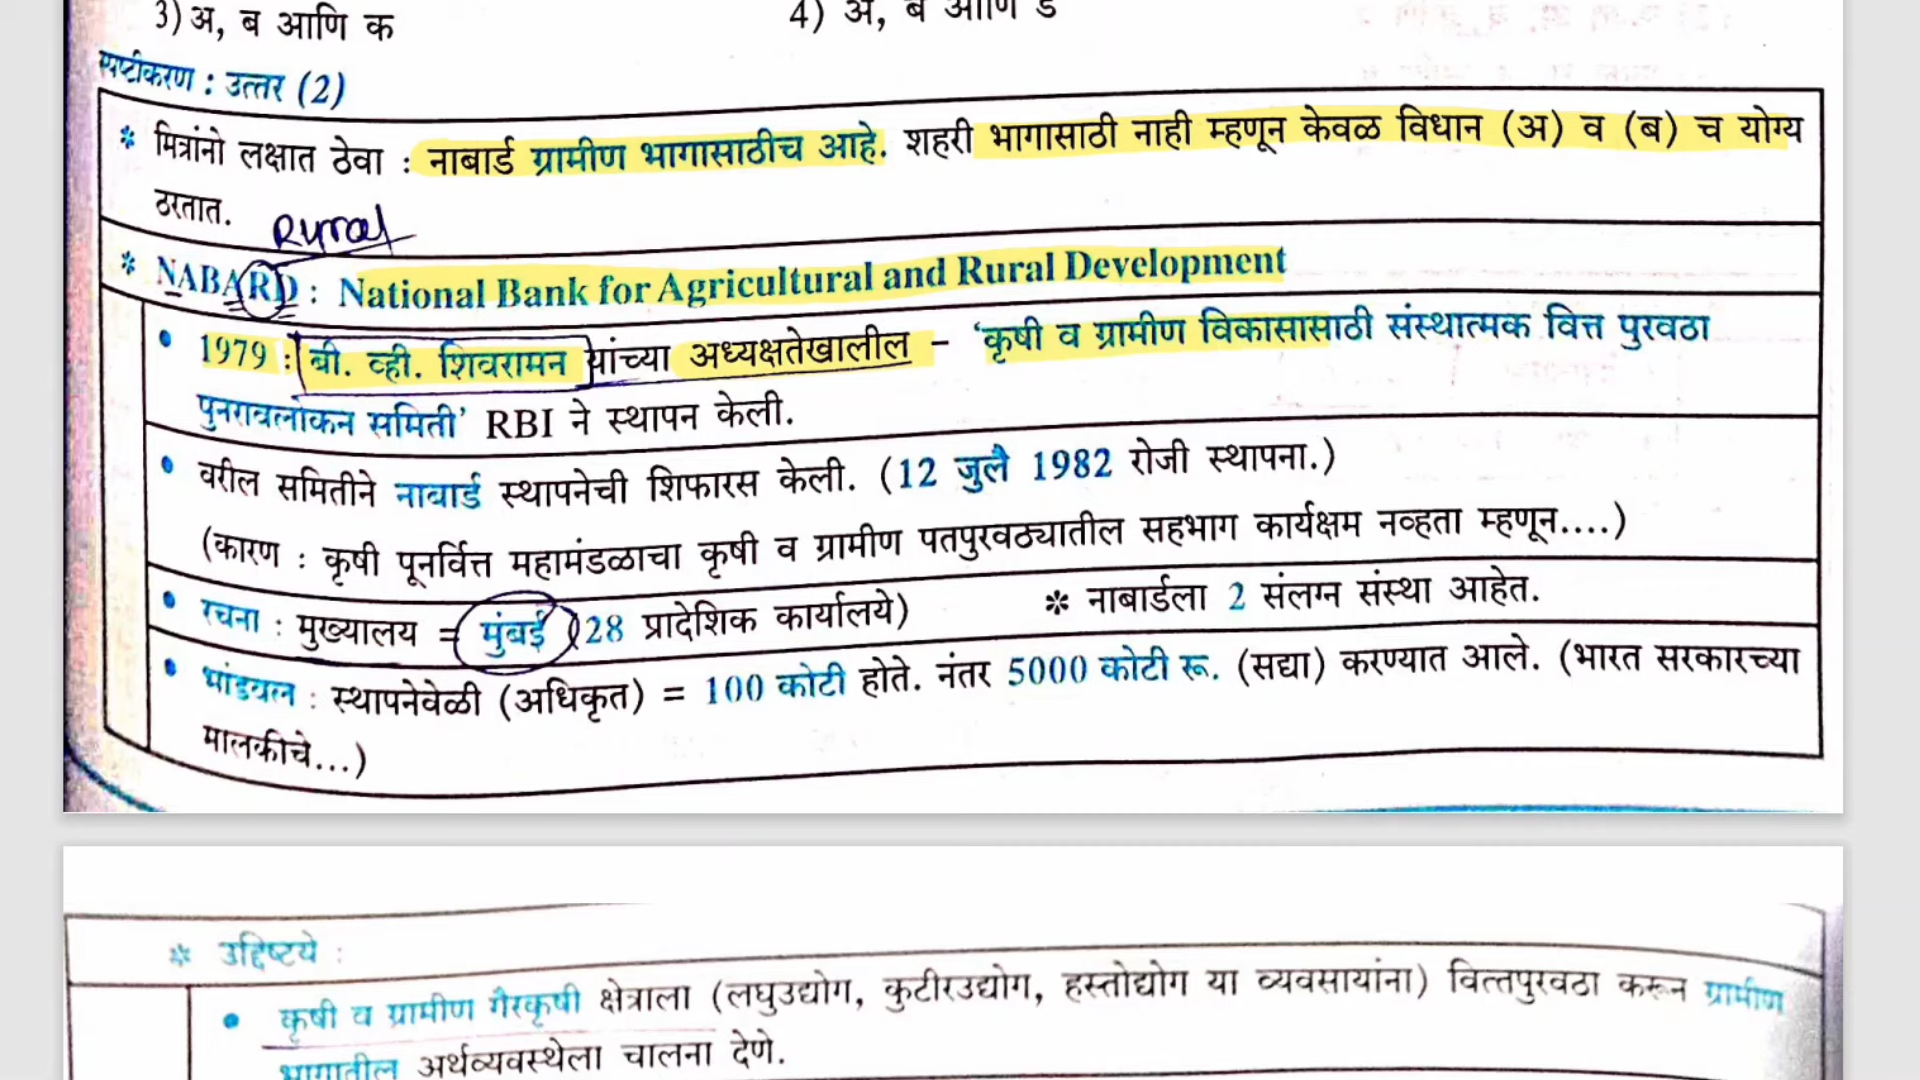 3) अ, ब आणि क
4) अ, ब आणि ड
स्पष्टीकरण : उत्तर (2)
* मित्रांनो लक्षात ठेवा : नाबार्ड ग्रामीण भागासाठीच आहे. शहरी भागासाठी नाही म्हणून केवळ विधान (अ) व (ब) च योग्य
ठरतात.
Rural
* NABARD : National Bank for Agricultural and Rural Development
• 1979 : बी. व्ही. शिवरामन यांच्या अध्यक्षतेखालील – ‘कृषी व ग्रामीण विकासासाठी संस्थात्मक वित्त पुरवठा
पुनरावलोकन समिती’ RBI ने स्थापन केली.
• वरील समितीने नाबार्ड स्थापनेची शिफारस केली. (12 जुलै 1982 रोजी स्थापना.)
(कारण : कृषी पूनर्वित्त महामंडळाचा कृषी व ग्रामीण पतपुरवठ्यातील सहभाग कार्यक्षम नव्हता म्हणून....)
• रचना : मुख्यालय = मुंबई (28 प्रादेशिक कार्यालये) * नाबार्डला 2 संलग्न संस्था आहेत.
• भांडवल : स्थापनेवेळी (अधिकृत) = 100 कोटी होते. नंतर 5000 कोटी रू. (सद्या) करण्यात आले. (भारत सरकारच्या
मालकीचे...)
* उद्दिष्टये :
• कृषी व ग्रामीण गैरकृषी क्षेत्राला (लघुउद्योग, कुटीरउद्योग, हस्तोद्योग या व्यवसायांना) वित्तपुरवठा करून ग्रामीण
भागातील अर्थव्यवस्थेला चालना देणे.